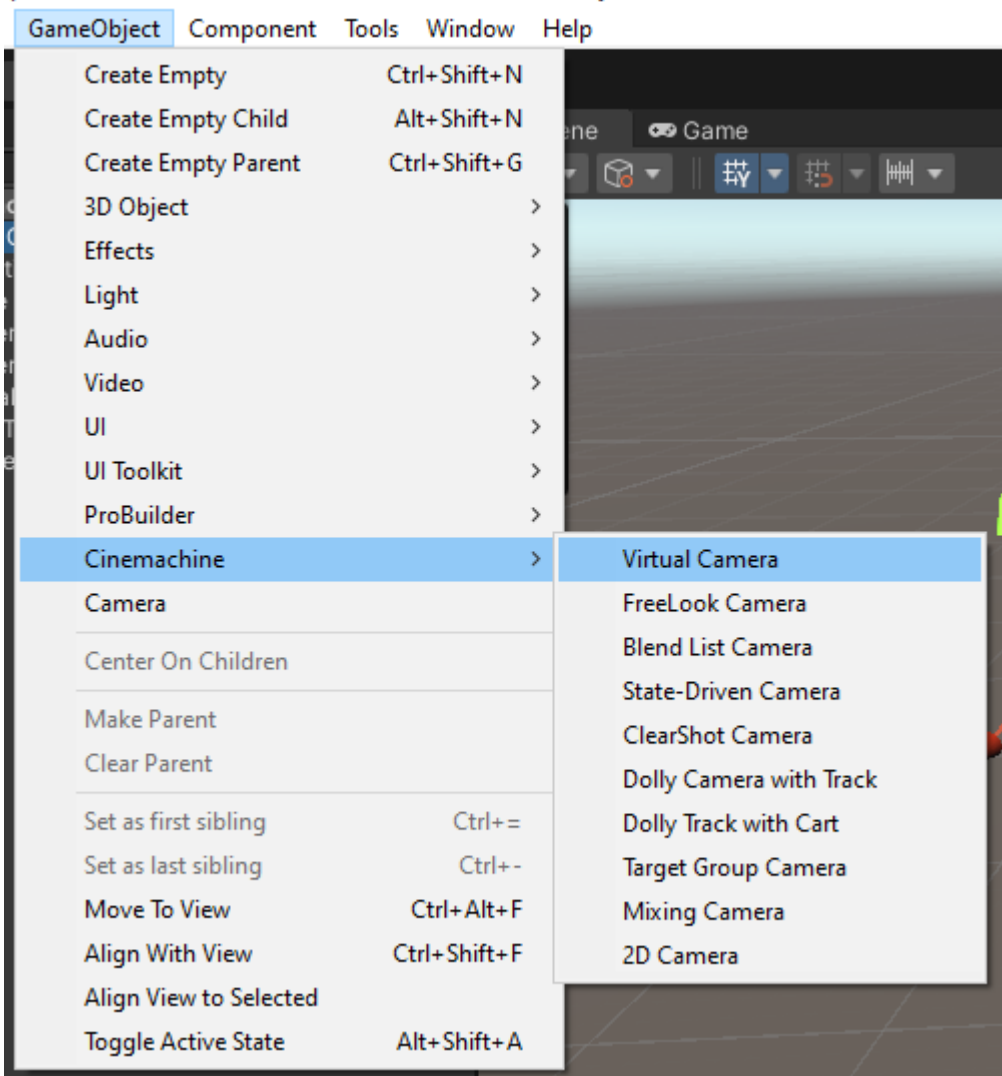 GameObject Component Tools Window Help
Create Empty Ctrl+Shift+N
Create Empty Child Alt+Shift+N
Create Empty Parent Ctrl+Shift+G
3D Object
Effects
Light
Audio
Video
UI
UI Toolkit
ProBuilder
Cinemachine
Camera
Center On Children
Make Parent
Clear Parent
Set as first sibling Ctrl+=
Set as last sibling Ctrl+-
Move To View Ctrl+Alt+F
Align With View Ctrl+Shift+F
Align View to Selected
Toggle Active State Alt+Shift+A
Virtual Camera
FreeLook Camera
Blend List Camera
State-Driven Camera
ClearShot Camera
Dolly Camera with Track
Dolly Track with Cart
Target Group Camera
Mixing Camera
2D Camera
Game